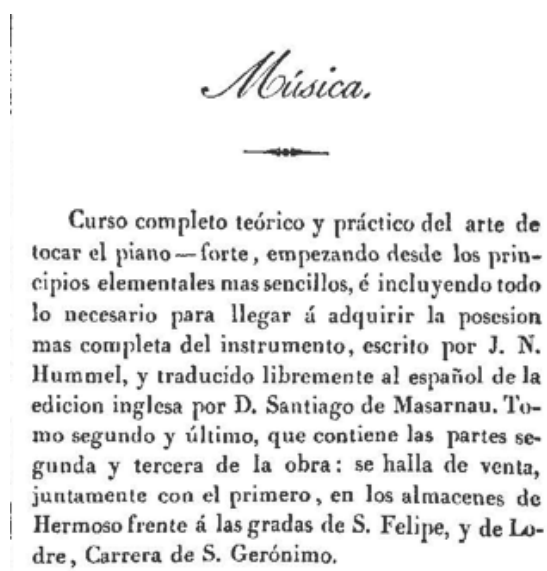 Música.
Curso completo teórico y práctico del arte de
tocar el piano—forte, empezando desde los prin-
cipios elementales mas sencillos, é incluyendo todo
lo necesario para llegar á adquirir la posesion
mas completa del instrumento, escrito por J. N.
Hummel, y traducido libremente al español de la
edicion inglesa por D. Santiago de Masarnau. To-
mo segundo y último, que contiene las partes se-
gunda y tercera de la obra: se halla de venta,
juntamente con el primero, en los almacenes de
Hermoso frente á las gradas de S. Felipe, y de Lo-
dre, Carrera de S. Gerónimo.